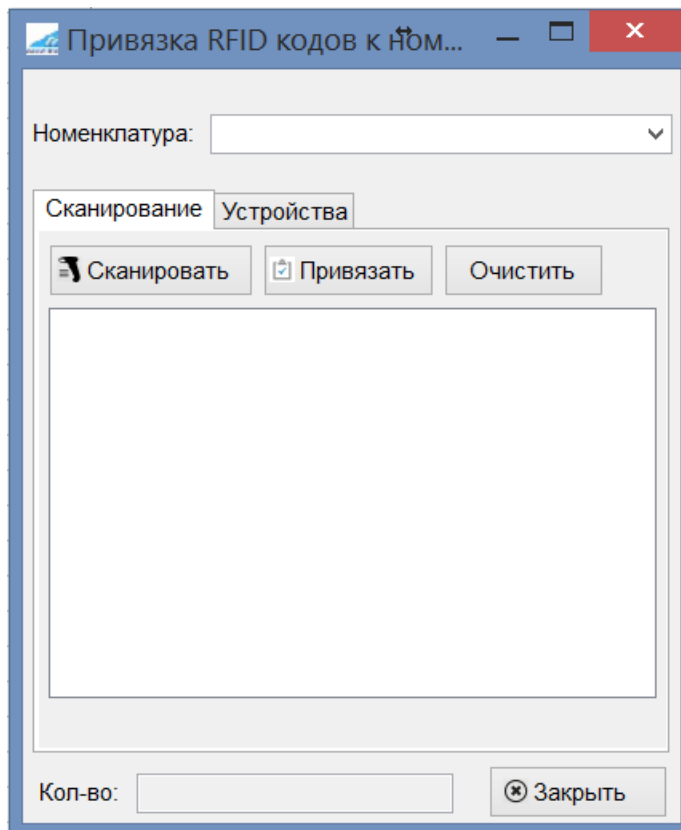 Привязка RFID кодов к ном...
Номенклатура:
Сканирование Устройства
Сканировать Привязать Очистить
Кол-во: Закрыть